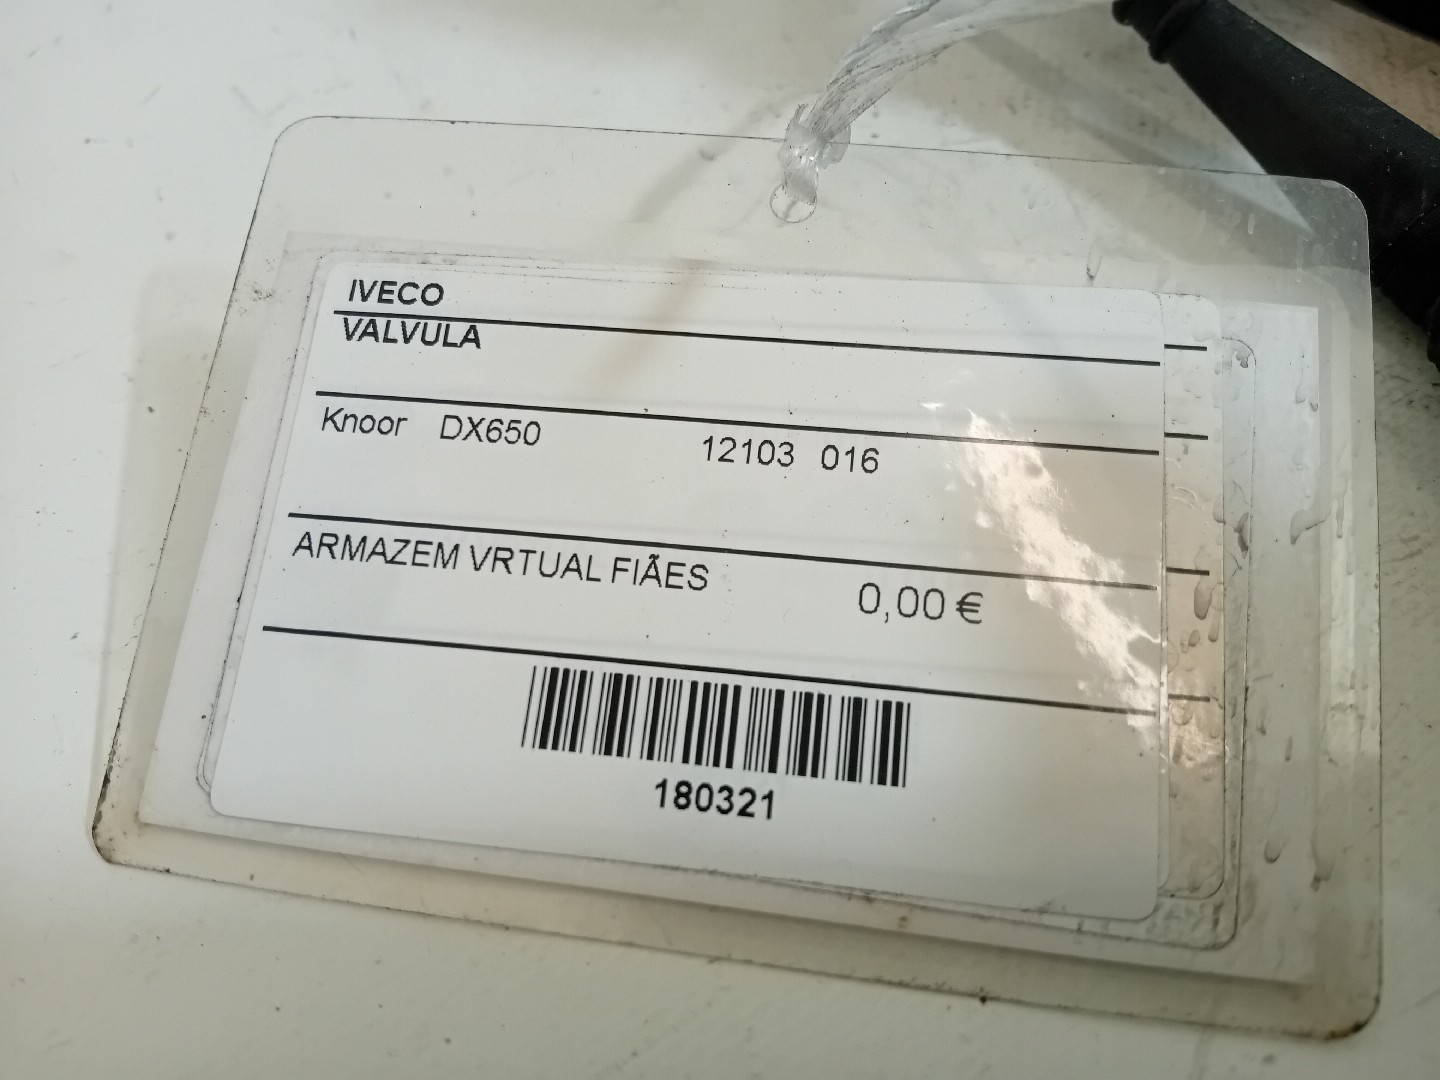 IVECO
VALVULA
Knoor DX650 12103 016
ARMAZEM VRTUAL FIÃES 0,00 €
180321